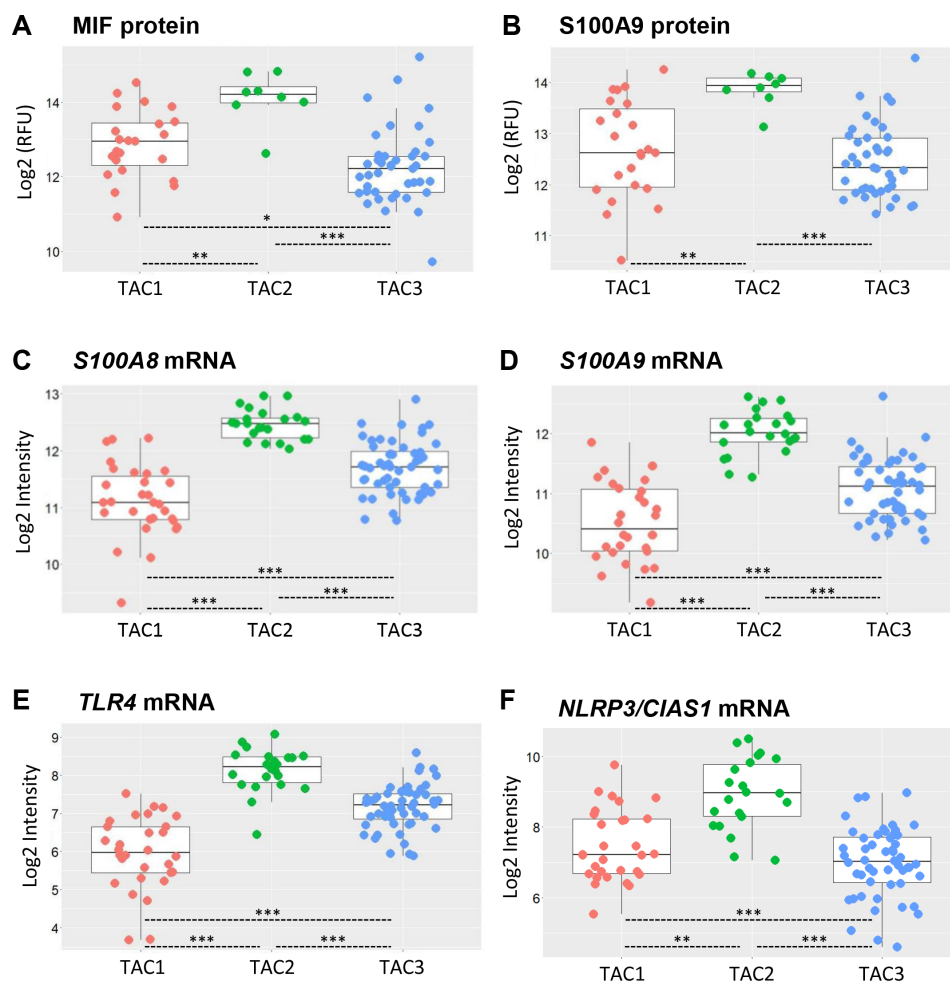 A MIF protein
Log2 (RFU)
14
12
10
*
***
**
TAC1 TAC2 TAC3
B S100A9 protein
Log2 (RFU)
14
13
12
11
***
**
TAC1 TAC2 TAC3
C S100A8 mRNA
Log2 Intensity
13
12
11
10
***
***
***
TAC1 TAC2 TAC3
D S100A9 mRNA
Log2 Intensity
12
11
10
***
***
***
TAC1 TAC2 TAC3
E TLR4 mRNA
Log2 Intensity
9
8
7
6
5
4
***
***
***
TAC1 TAC2 TAC3
F NLRP3/CIAS1 mRNA
Log2 Intensity
10
8
6
***
**
***
TAC1 TAC2 TAC3